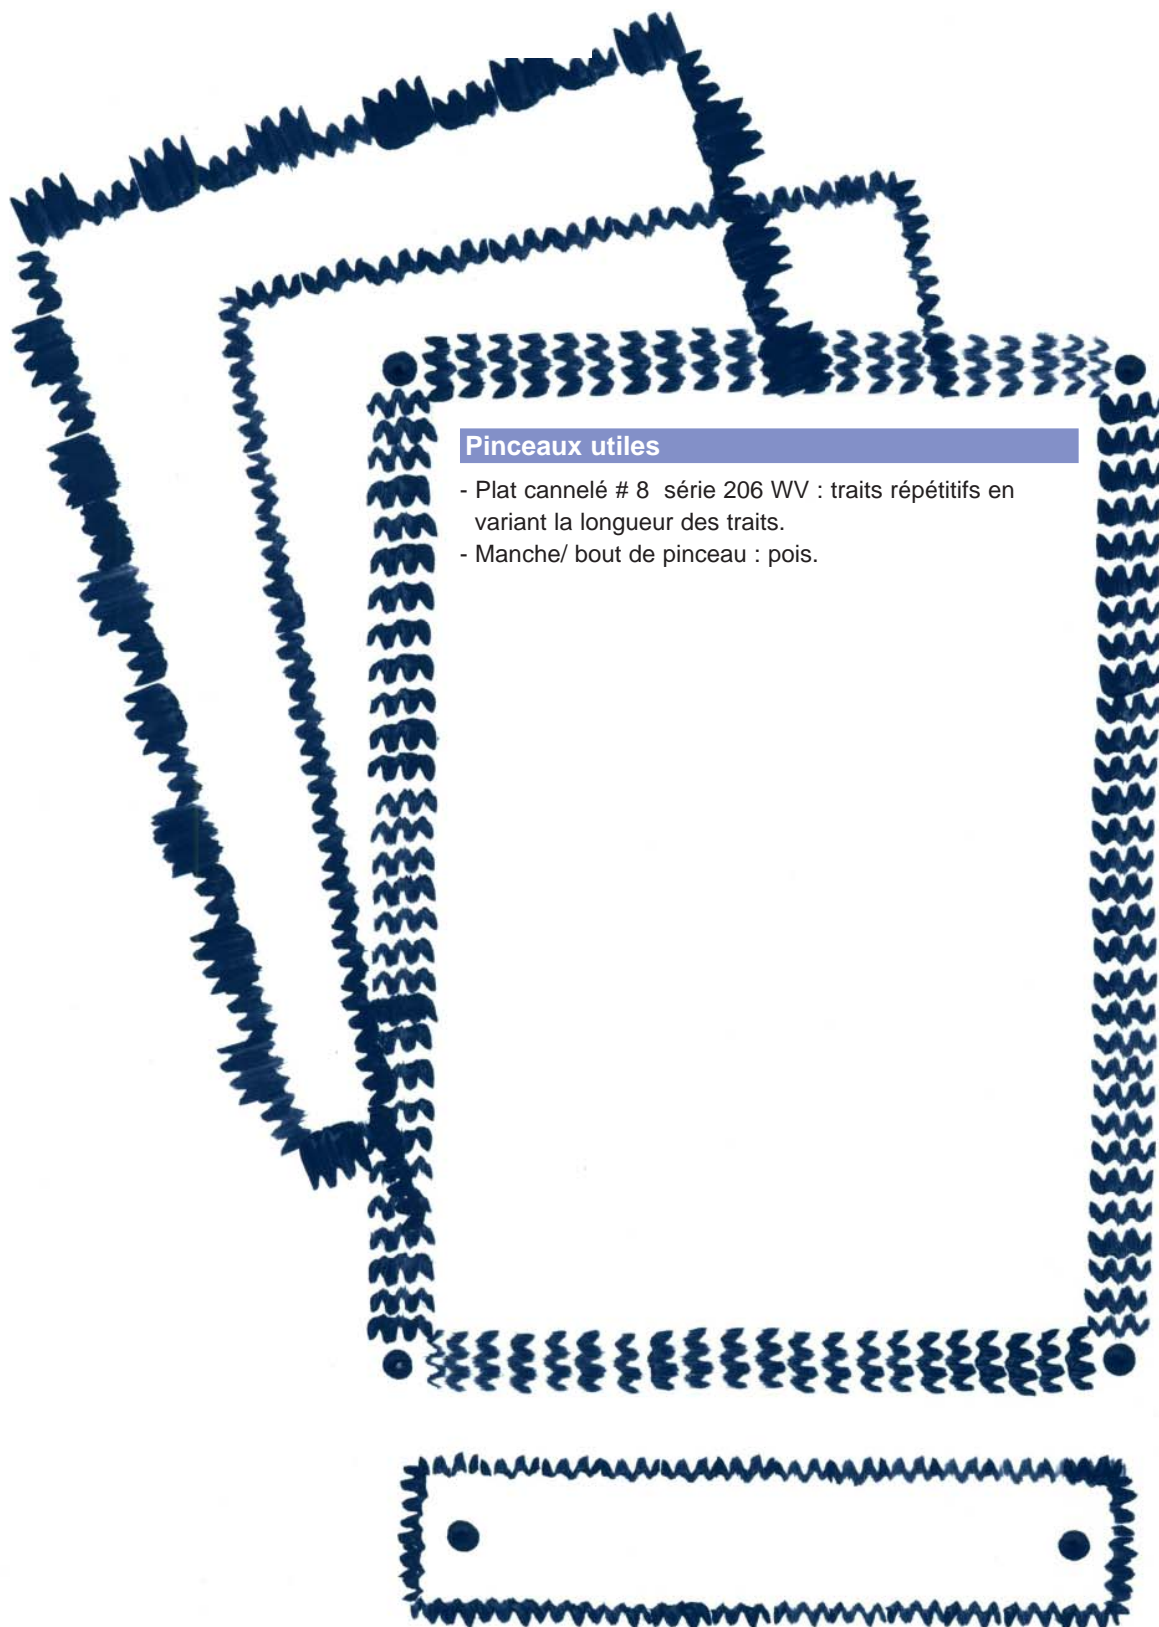 Pinceaux utiles
- Plat cannelé # 8 série 206 WV : traits répétitifs en
variant la longueur des traits.
- Manche/ bout de pinceau : pois.